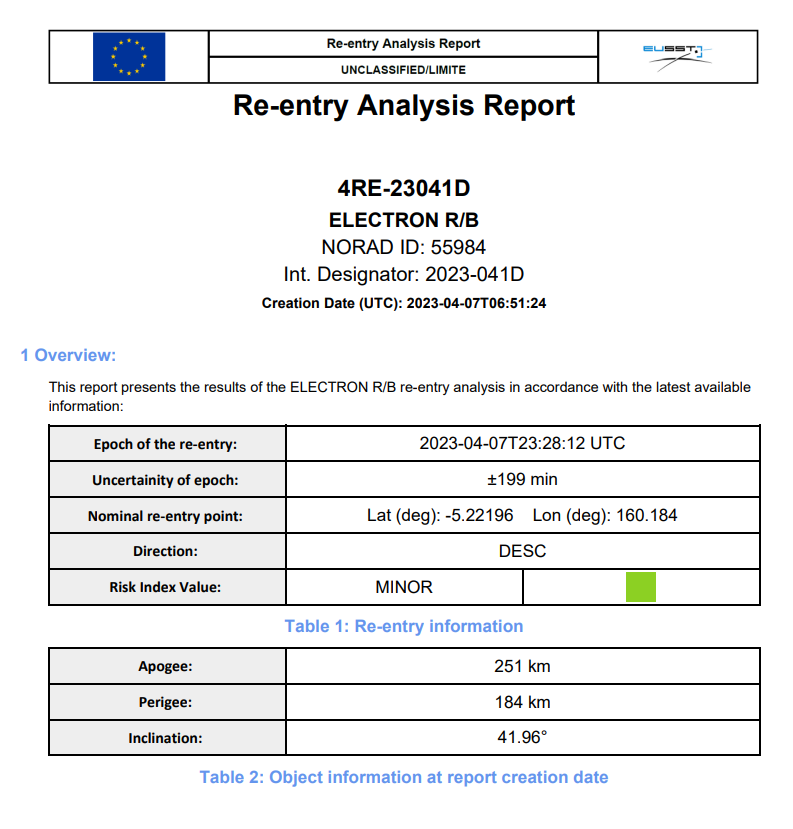 Re-entry Analysis Report
UNCLASSIFIED/LIMITE
EUSST
Re-entry Analysis Report
4RE-23041D
ELECTRON R/B
NORAD ID: 55984
Int. Designator: 2023-041D
Creation Date (UTC): 2023-04-07T06:51:24
1 Overview:
This report presents the results of the ELECTRON R/B re-entry analysis in accordance with the latest available
information:
Epoch of the re-entry: 2023-04-07T23:28:12 UTC
Uncertainity of epoch: ±199 min
Nominal re-entry point: Lat (deg): -5.22196 Lon (deg): 160.184
Direction: DESC
Risk Index Value: MINOR
Table 1: Re-entry information
Apogee: 251 km
Perigee: 184 km
Inclination: 41.96°
Table 2: Object information at report creation date